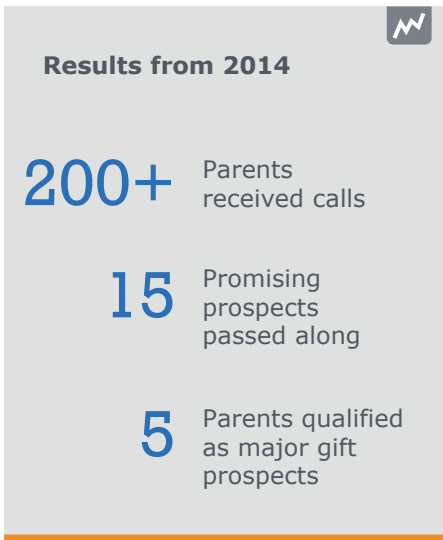 Results from 2014
200+
Parents
received calls
15
Promising
prospects
passed along
5
Parents qualified
as major gift
prospects